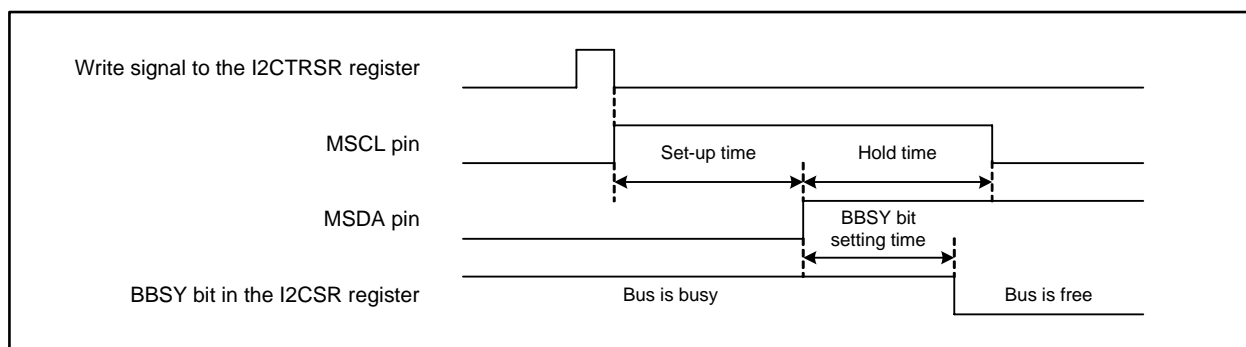 Write signal to the I2CTRSR register
MSCL pin
Set-up time
Hold time
MSDA pin
BBSY bit
setting time
BBSY bit in the I2CSR register
Bus is busy
Bus is free